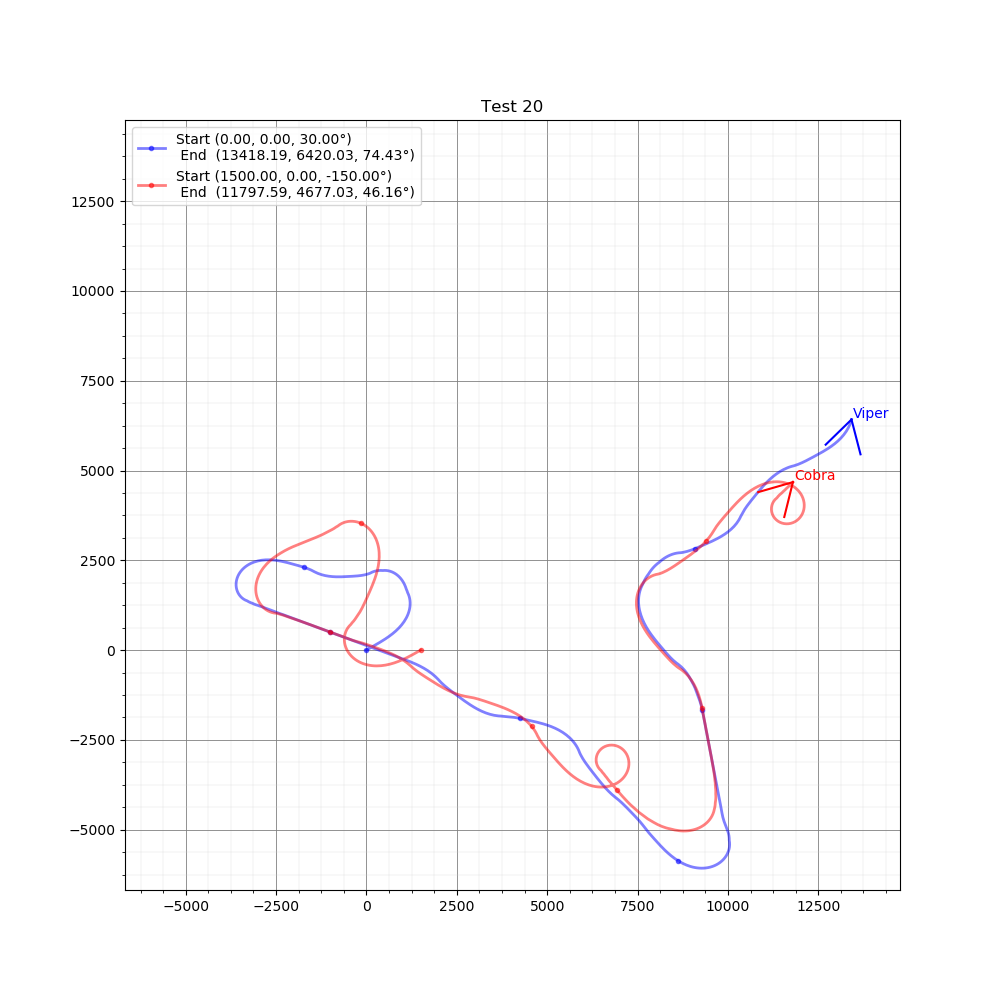 Test 20
Start (0.00, 0.00, 30.00°)
End (13418.19, 6420.03, 74.43°)
Start (1500.00, 0.00, -150.00°)
End (11797.59, 4677.03, 46.16°)
12500
10000
7500
5000
2500
0
−2500
−5000
Viper
Cobra
−5000 −2500 0 2500 5000 7500 10000 12500